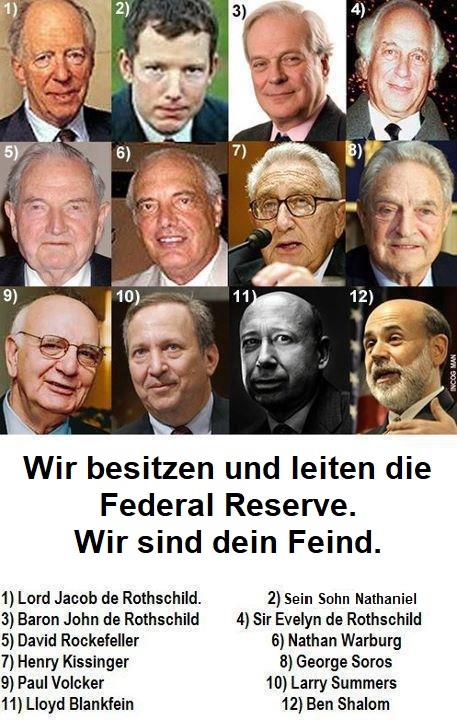 1)
2)
3)
4)
5)
6)
7)
8)
9)
10)
11)
12)
INCOG MAN
Wir besitzen und leiten die
Federal Reserve.
Wir sind dein Feind.
1) Lord Jacob de Rothschild. 2) Sein Sohn Nathaniel
3) Baron John de Rothschild 4) Sir Evelyn de Rothschild
5) David Rockefeller 6) Nathan Warburg
7) Henry Kissinger 8) George Soros
9) Paul Volcker 10) Larry Summers
11) Lloyd Blankfein 12) Ben Shalom